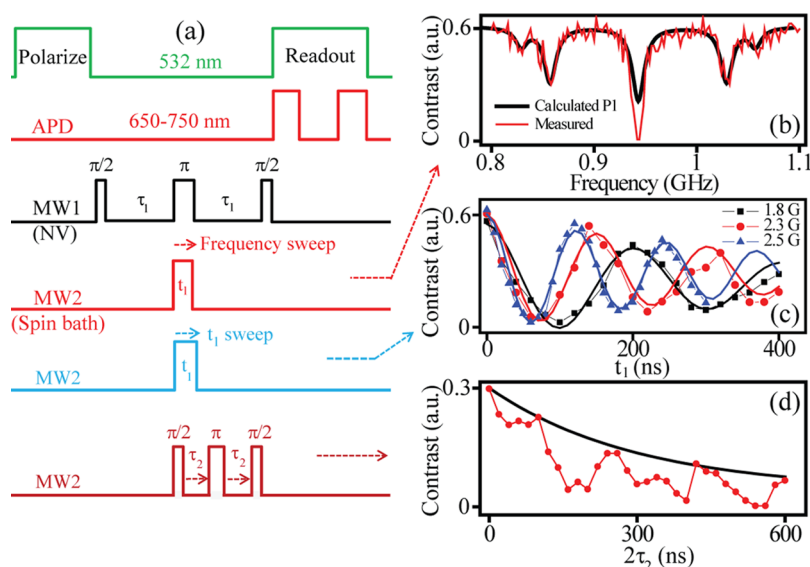 (a)
Polarize
532 nm
Readout
APD
650-750 nm
π/2
π
π/2
MW1
(NV)
τ1
τ1
Frequency sweep
MW2
(Spin bath)
t1
t1 sweep
MW2
t1
π/2 π π/2
MW2
τ2
τ2
Contrast (a.u.)
0.6
0
Calculated P1
Measured
(b)
0.8
0.9
1
1.1
Frequency (GHz)
Contrast (a.u.)
0.6
0
1.8 G
2.3 G
2.5 G
(c)
0
200
400
t1 (ns)
Contrast (a.u.)
0.3
0
(d)
0
300
600
2τ2 (ns)